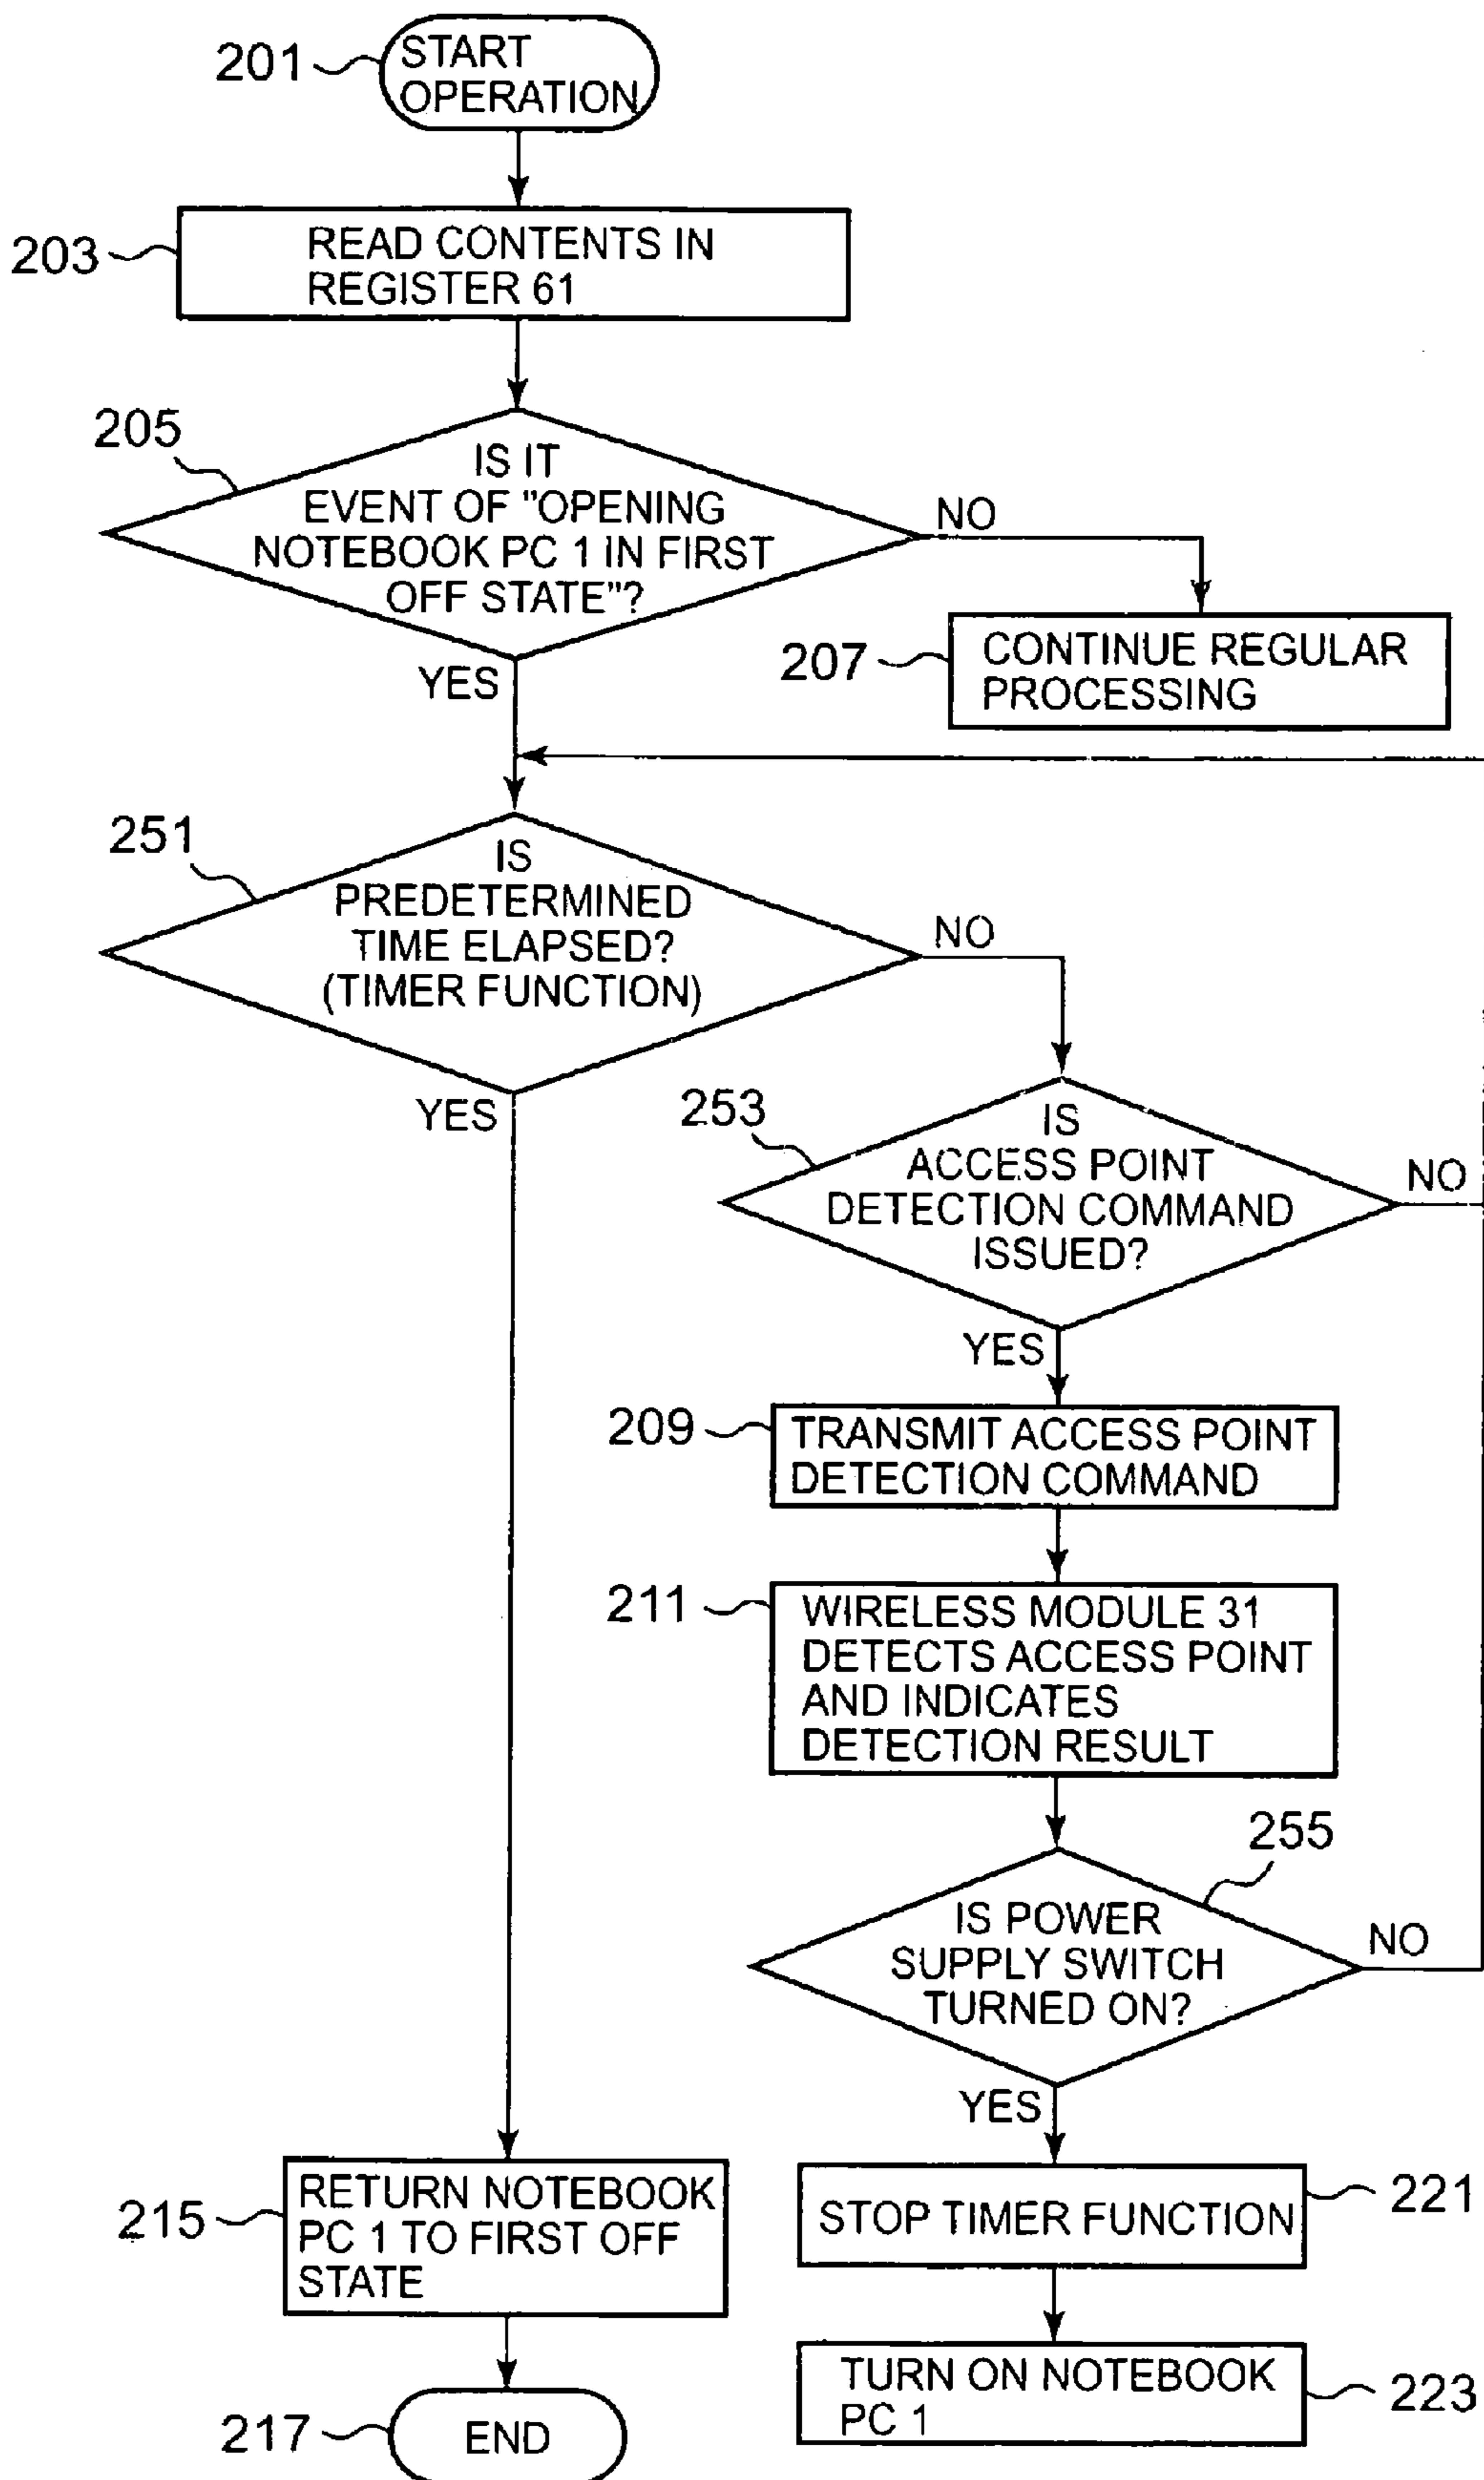 201
START
OPERATION
203
READ CONTENTS IN
REGISTER 61
205
IS IT
EVENT OF "OPENING
NOTEBOOK PC 1 IN FIRST
OFF STATE"?
NO
YES
207
CONTINUE REGULAR
PROCESSING
251
IS
PREDETERMINED
TIME ELAPSED?
(TIMER FUNCTION)
NO
YES
253
IS
ACCESS POINT
DETECTION COMMAND
ISSUED?
NO
YES
209
TRANSMIT ACCESS POINT
DETECTION COMMAND
211
WIRELESS MODULE 31
DETECTS ACCESS POINT
AND INDICATES
DETECTION RESULT
255
IS POWER
SUPPLY SWITCH
TURNED ON?
NO
YES
215
RETURN NOTEBOOK
PC 1 TO FIRST OFF
STATE
STOP TIMER FUNCTION
221
TURN ON NOTEBOOK
PC 1
223
217
END